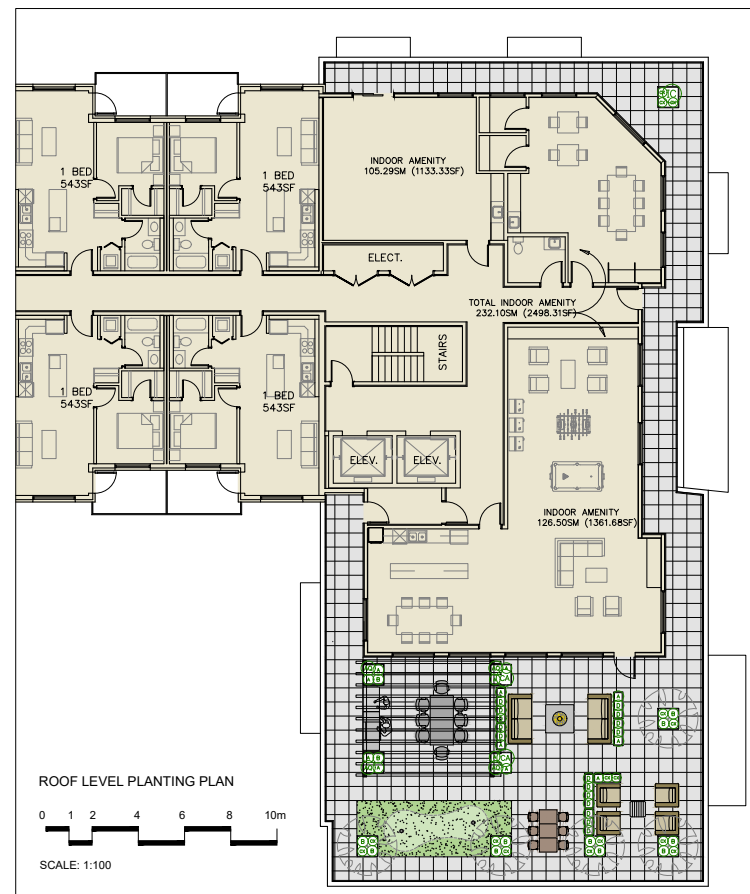 1 BED
543SF
1 BED
543SF
INDOOR AMENITY
105.29SM (1133.33SF)
C
ELECT.
TOTAL INDOOR AMENITY
232.10SM (2498.31SF)
STAIRS
1 BED
543SF
1 BED
543SF
ELEV.
ELEV.
INDOOR AMENITY
126.50SM (1361.68SF)
A
B
CA
CA
ROOF LEVEL PLANTING PLAN
0 1 2 4 6 8 10m
SCALE: 1:100